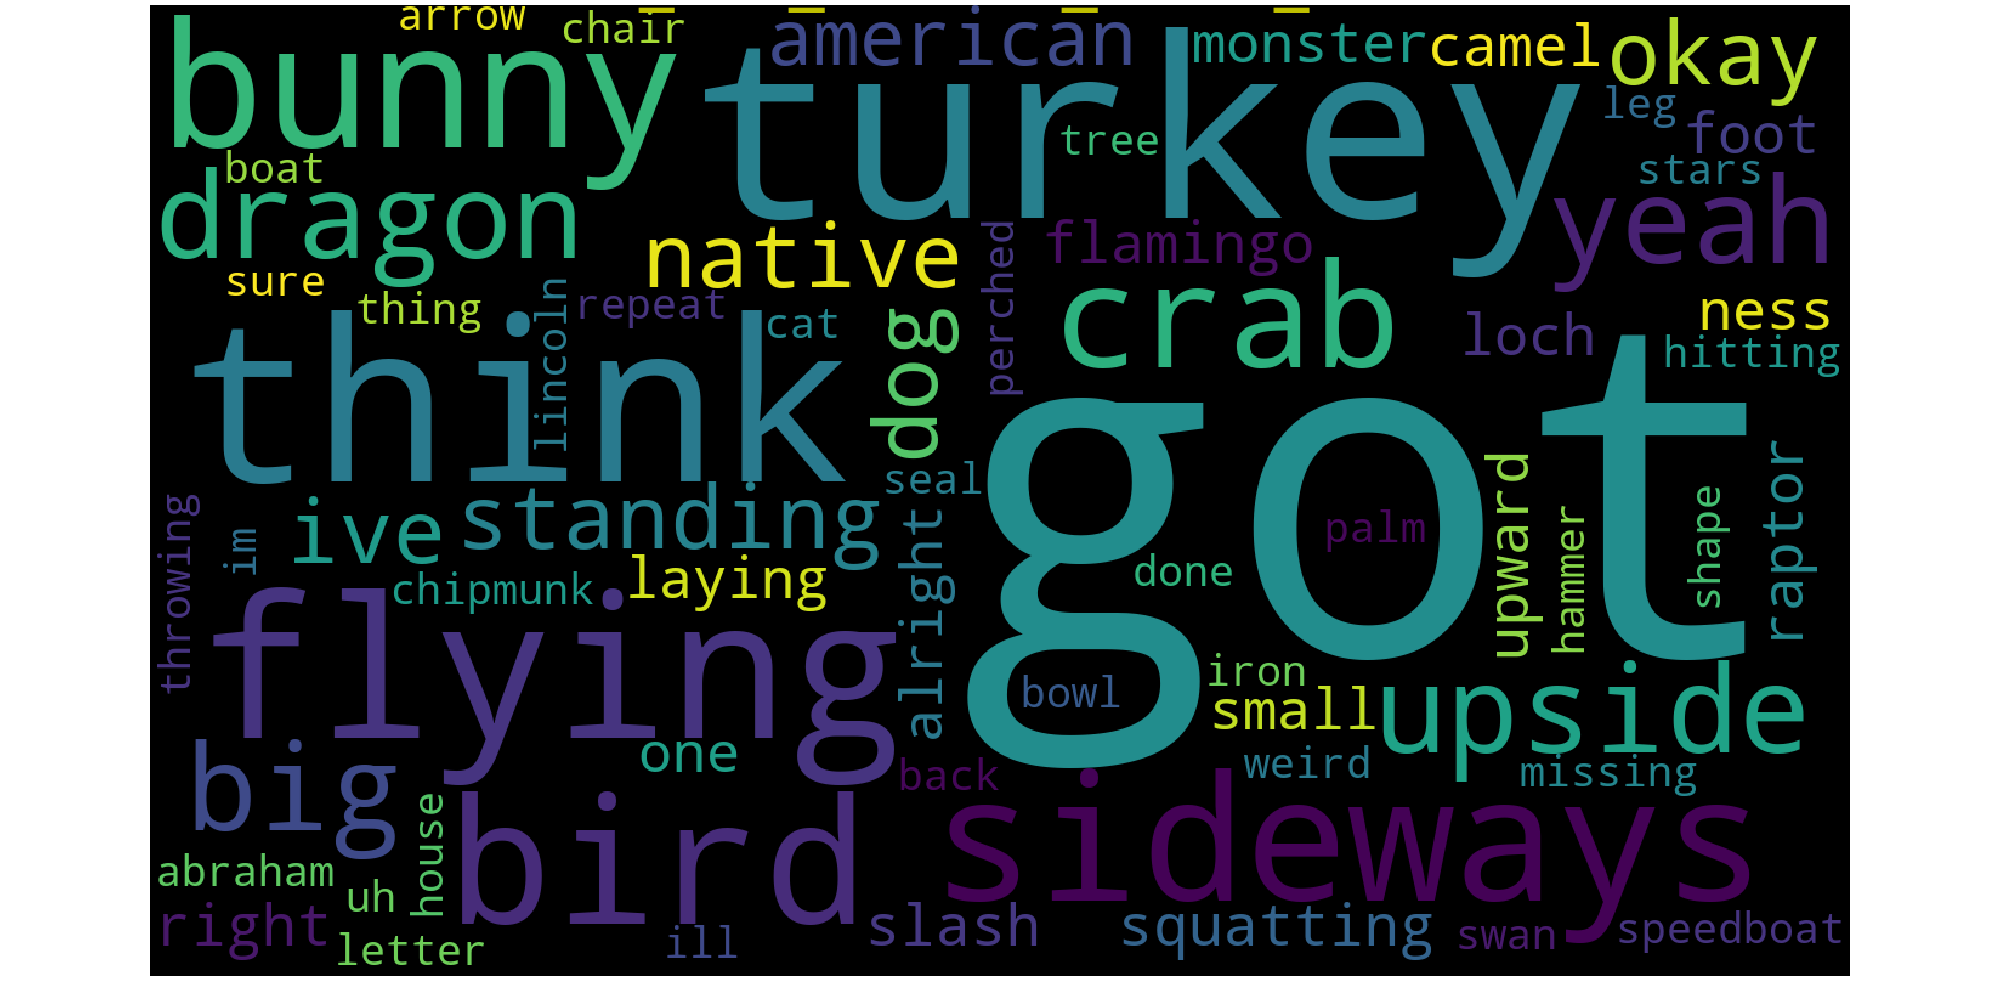 arrow
chair
american
monster
camel
okay
bunny
turkey
leg
foot
tree
boat
stars
dragon
yeah
native
flamingo
perched
sure
thing
lincoln
repeat
cat
dog
crab
loch
ness
hitting
think
got
seal
standing
ive
throwing
im
chipmunk
laying
alright
done
palm
upward
hammer
shape
raptor
flying
bowl
iron
small
upside
one
back
weird
missing
big
bird
sideways
house
abraham
uh
right
letter
ill
slash
squatting
swan
speedboat